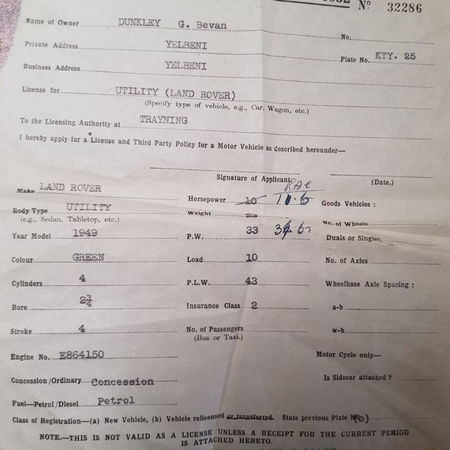 Nº 32286
Name of Owner DUNKLEY G. Bevan
No.
Private Address YELBENI
Plate No. KTY. 25
Business Address YELBENI
License for UTILITY (LAND ROVER)
(Specify type of vehicle, e.g., Car, Wagon, etc.)
To the Licensing Authority at TRAYNING
I hereby apply for a License and Third Party Policy for a Motor Vehicle as described hereunder—
Signature of Applicant (Date.)
RAC
Make LAND ROVER Horsepower 10 11.6 Goods Vehicles :
Body Type UTILITY Weight No. of Wheels
(e.g., Sedan, Tabletop, etc.)
Year Model 1949 P.W. 33 Duals or Singles
Colour GREEN Load 10 No. of Axles
Cylinders 4 P.L.W. 43 Wheelbase Axle Spacing :
Bore 2¾ Insurance Class 2 a-b
Stroke 4 No. of Passengers w-b
(Bus or Taxi.)
Engine No. E864150 Motor Cycle only—
Concession/Ordinary Concession Is Sidecar attached ?
Fuel—Petrol/Diesel Petrol
Class of Registration—(a) New Vehicle, (b) Vehicle relicensed or transferred. State previous Plate No (b)
NOTE.—THIS IS NOT VALID AS A LICENSE UNLESS A RECEIPT FOR THE CURRENT PERIOD
IS ATTACHED HERETO.